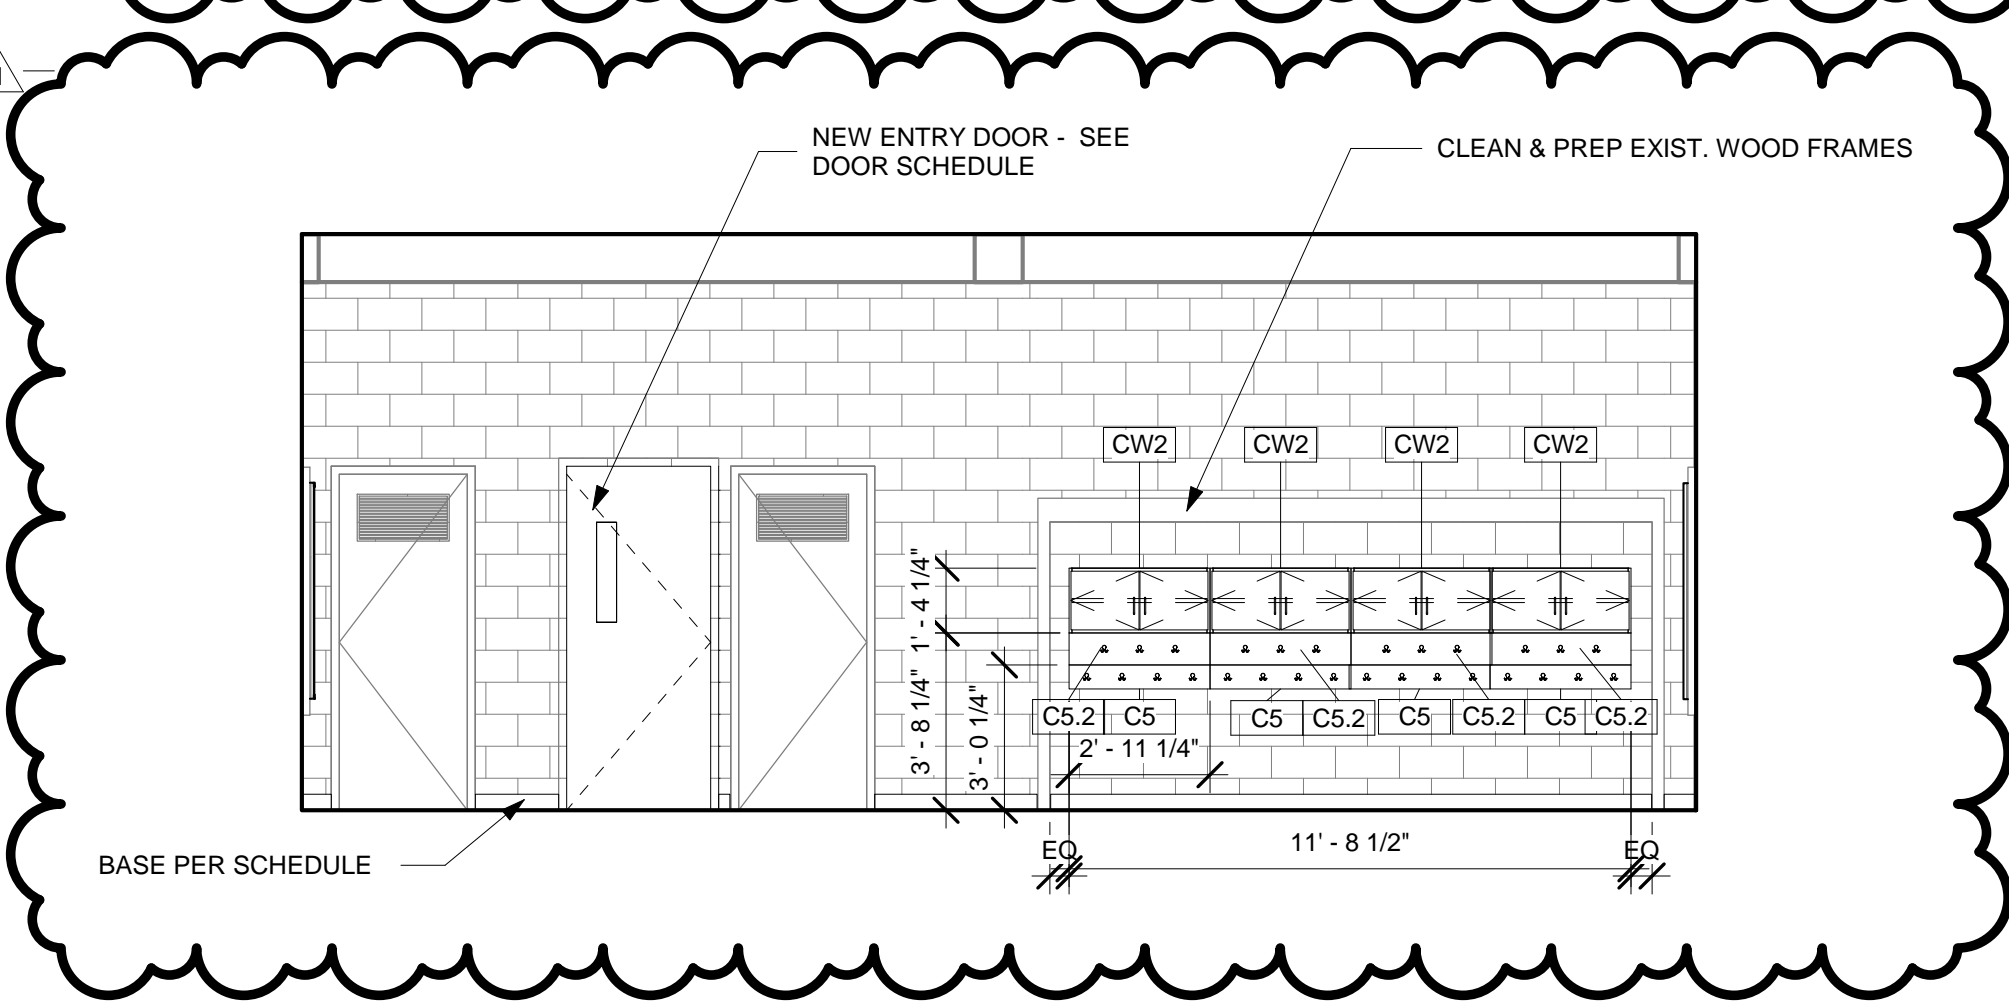 NEW ENTRY DOOR - SEE
DOOR SCHEDULE
CLEAN & PREP EXIST. WOOD FRAMES
CW2
CW2
CW2
CW2
1' - 4 1/4"
3' - 8 1/4"
3' - 0 1/4"
C5.2
C5
C5
C5.2
C5
C5.2
C5
C5.2
2' - 11 1/4"
EQ
11' - 8 1/2"
EQ
BASE PER SCHEDULE